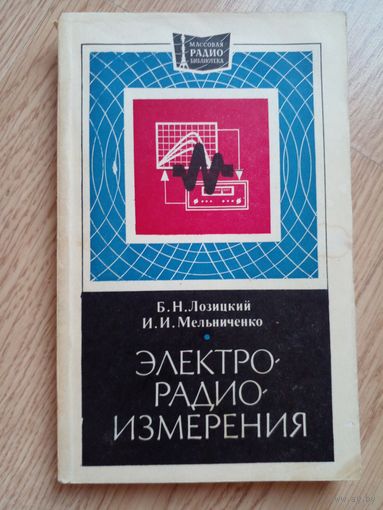 МАССОВАЯ
РАДИО
БИБЛИОТЕКА
Б. Н. Лозицкий
И. И. Мельниченко
ЭЛЕКТРО-
РАДИО-
ИЗМЕРЕНИЯ